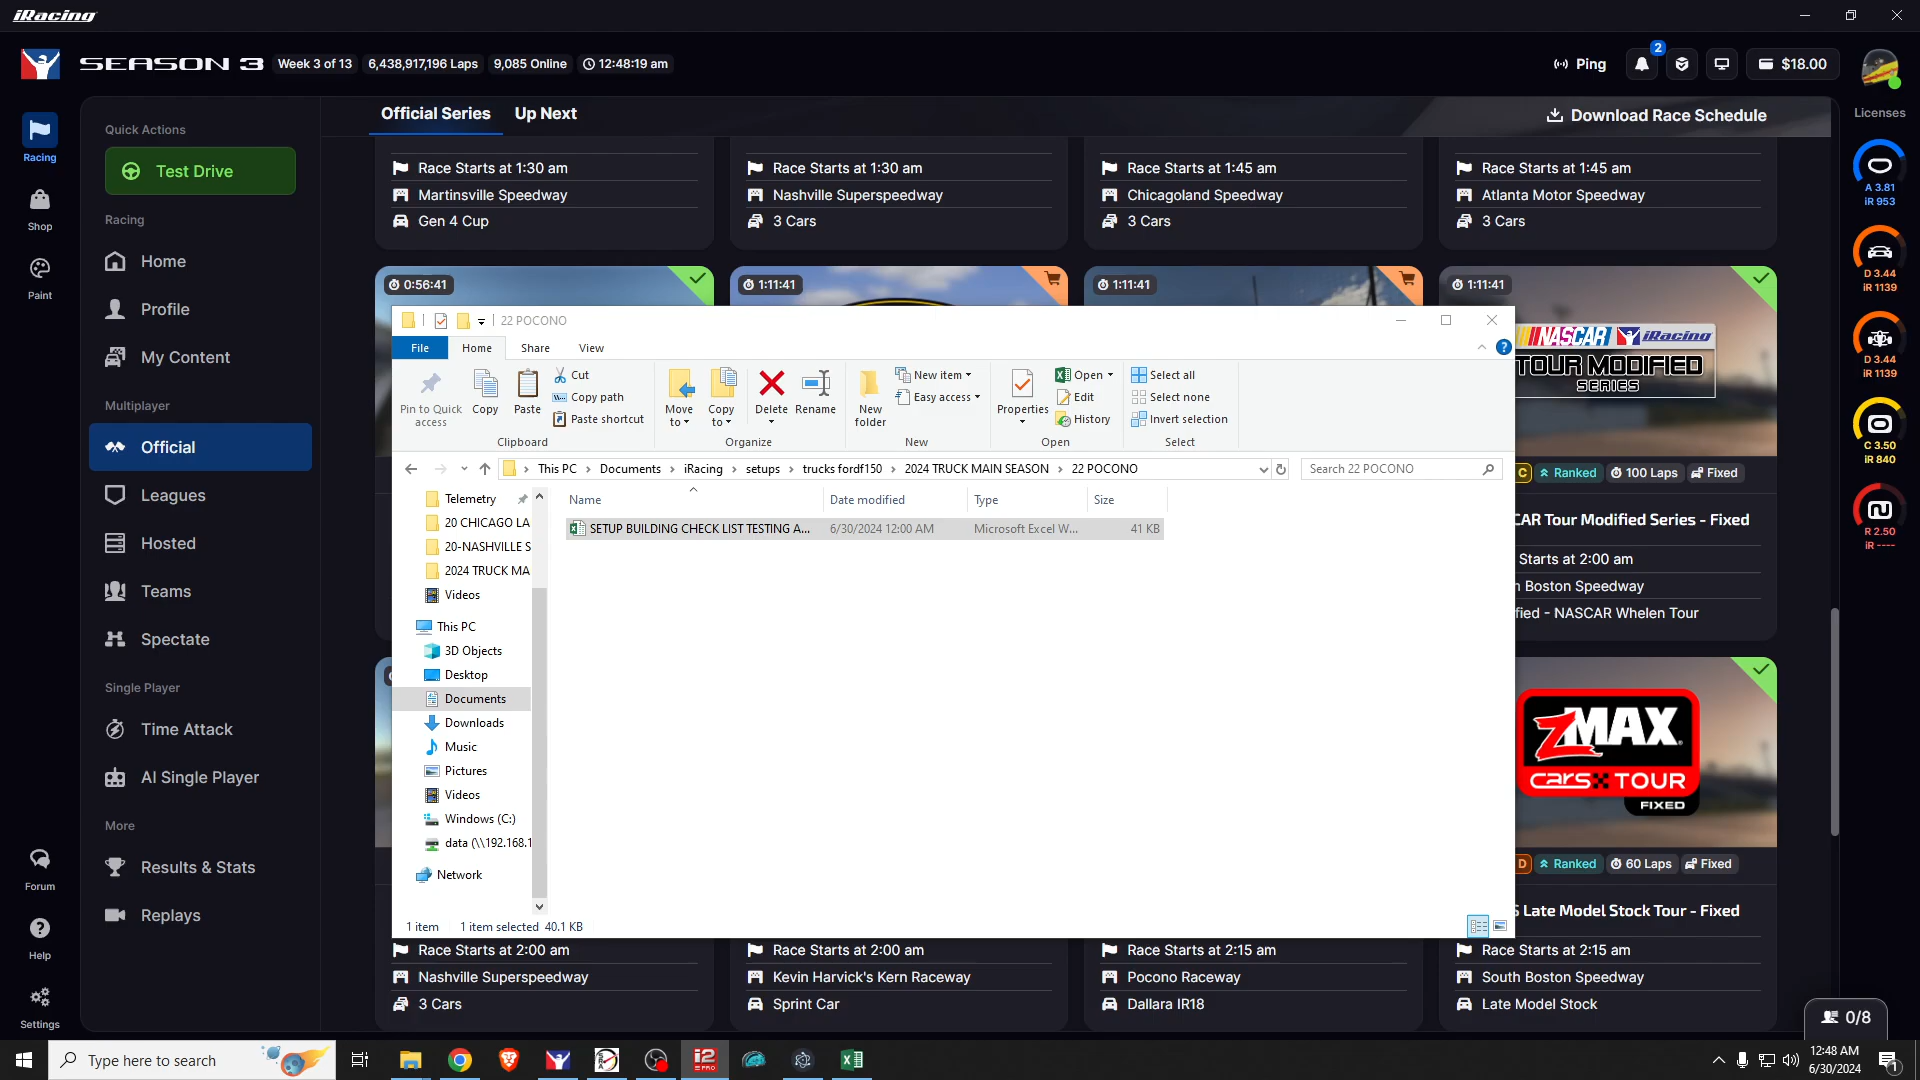 iRacing
SEASON 3
Week 3 of 13
6,438,917,196 Laps
9,085 Online
12:48:19 am
Ping
2
$18.00
Racing
Shop
Paint
Forum
Help
Settings
Quick Actions
Test Drive
Racing
Home
Profile
My Content
Multiplayer
Official
Leagues
Hosted
Teams
Spectate
Single Player
Time Attack
AI Single Player
More
Results & Stats
Replays
Official Series
Up Next
Download Race Schedule
Race Starts at 1:30 am
Martinsville Speedway
Gen 4 Cup
Race Starts at 1:30 am
Nashville Superspeedway
3 Cars
Race Starts at 1:45 am
Chicagoland Speedway
3 Cars
Race Starts at 1:45 am
Atlanta Motor Speedway
3 Cars
0:56:41
1:11:41
1:11:41
1:11:41
22 POCONO
File
Home
Share
View
Pin to Quick access
Copy
Paste
Cut
Copy path
Paste shortcut
Clipboard
Move to
Copy to
Delete
Rename
Organize
New folder
New item
Easy access
New
Properties
Open
Edit
History
Open
Select all
Select none
Invert selection
Select
This PC
Documents
iRacing
setups
trucks fordf150
2024 TRUCK MAIN SEASON
22 POCONO
Search 22 POCONO
Telemetry
20 CHICAGO LA
20-NASHVILLE S
2024 TRUCK MA
Videos
This PC
3D Objects
Desktop
Documents
Downloads
Music
Pictures
Videos
Windows (C:)
data (\\192.168.1
Network
Name
Date modified
Type
Size
SETUP BUILDING CHECK LIST TESTING A...
6/30/2024 12:00 AM
Microsoft Excel W...
41 KB
1 item
1 item selected 40.1 KB
NASCAR iRacing
TOUR MODIFIED
SERIES
C
Ranked
100 Laps
Fixed
CAR Tour Modified Series - Fixed
Starts at 2:00 am
Boston Speedway
fied - NASCAR Whelen Tour
zMAX
CARS TOUR
FIXED
D
Ranked
60 Laps
Fixed
S Late Model Stock Tour - Fixed
Race Starts at 2:00 am
Nashville Superspeedway
3 Cars
Race Starts at 2:00 am
Kevin Harvick's Kern Raceway
Sprint Car
Race Starts at 2:15 am
Pocono Raceway
Dallara IR18
Race Starts at 2:15 am
South Boston Speedway
Late Model Stock
Licenses
A 3.81
iR 953
D 3.44
iR 1139
D 3.44
iR 1139
C 3.50
iR 840
R 2.50
iR ----
0/8
Type here to search
i2
PRO
12:48 AM
6/30/2024
1